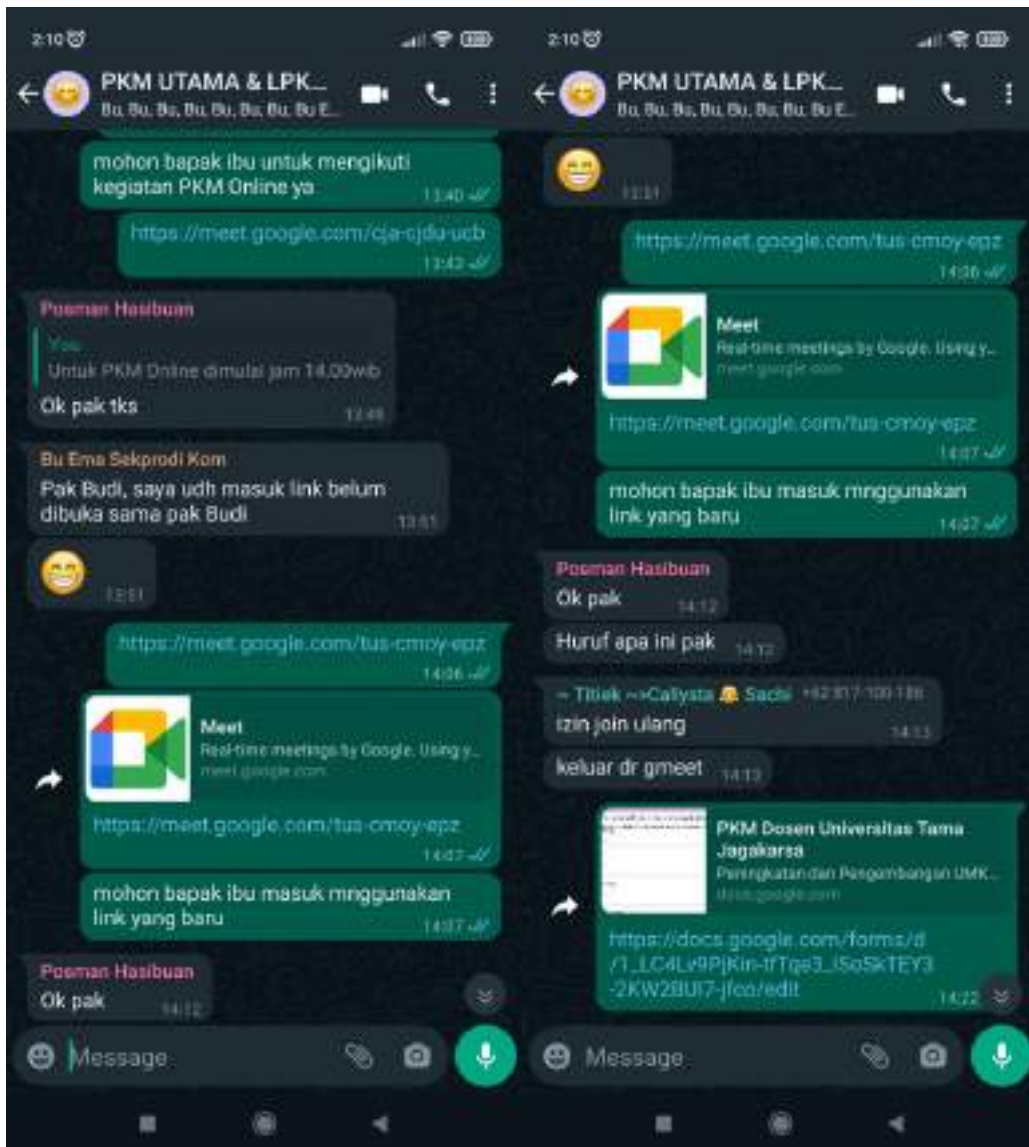 2:10
PKM UTAMA & LPK...
Bu, Bu, Bu, Bu, Bu, Bu, Bu, Bu E...
mohon bapak ibu untuk mengikuti
kegiatan PKM Online ya
13:40
https://meet.google.com/cja-cjdu-ucb
13:43
Posman Hasibuan
You
Untuk PKM Online dimulai jam 14.00wib
Ok pak tks
Bu Ema Sekprodi Kom
Pak Budi, saya udh masuk link belum
dibuka sama pak Budi
13:51
13:51
https://meet.google.com/tus-cmoy-epz
14:06
Meet
Real-time meetings by Google. Using y...
meet.google.com
https://meet.google.com/tus-cmoy-epz
14:07
mohon bapak ibu masuk mnggunakan
link yang baru
14:07
Posman Hasibuan
Ok pak
14:12
Message
2:10
PKM UTAMA & LPK...
Bu, Bu, Bu, Bu, Bu, Bu, Bu, Bu E...
13:51
https://meet.google.com/tus-cmoy-epz
14:06
Meet
Real-time meetings by Google. Using y...
meet.google.com
https://meet.google.com/tus-cmoy-epz
14:07
mohon bapak ibu masuk mnggunakan
link yang baru
14:07
Posman Hasibuan
Ok pak
14:12
Huruf apa ini pak
14:12
~ Titiek ~>Callysta Sachi +62 817-100-186
izin join ulang
14:13
keluar dr gmeet
14:13
PKM Dosen Universitas Tama
Jagakarsa
Peningkatan dan Pengembangan UMK...
docs.google.com
https://docs.google.com/forms/d
14:22
Message